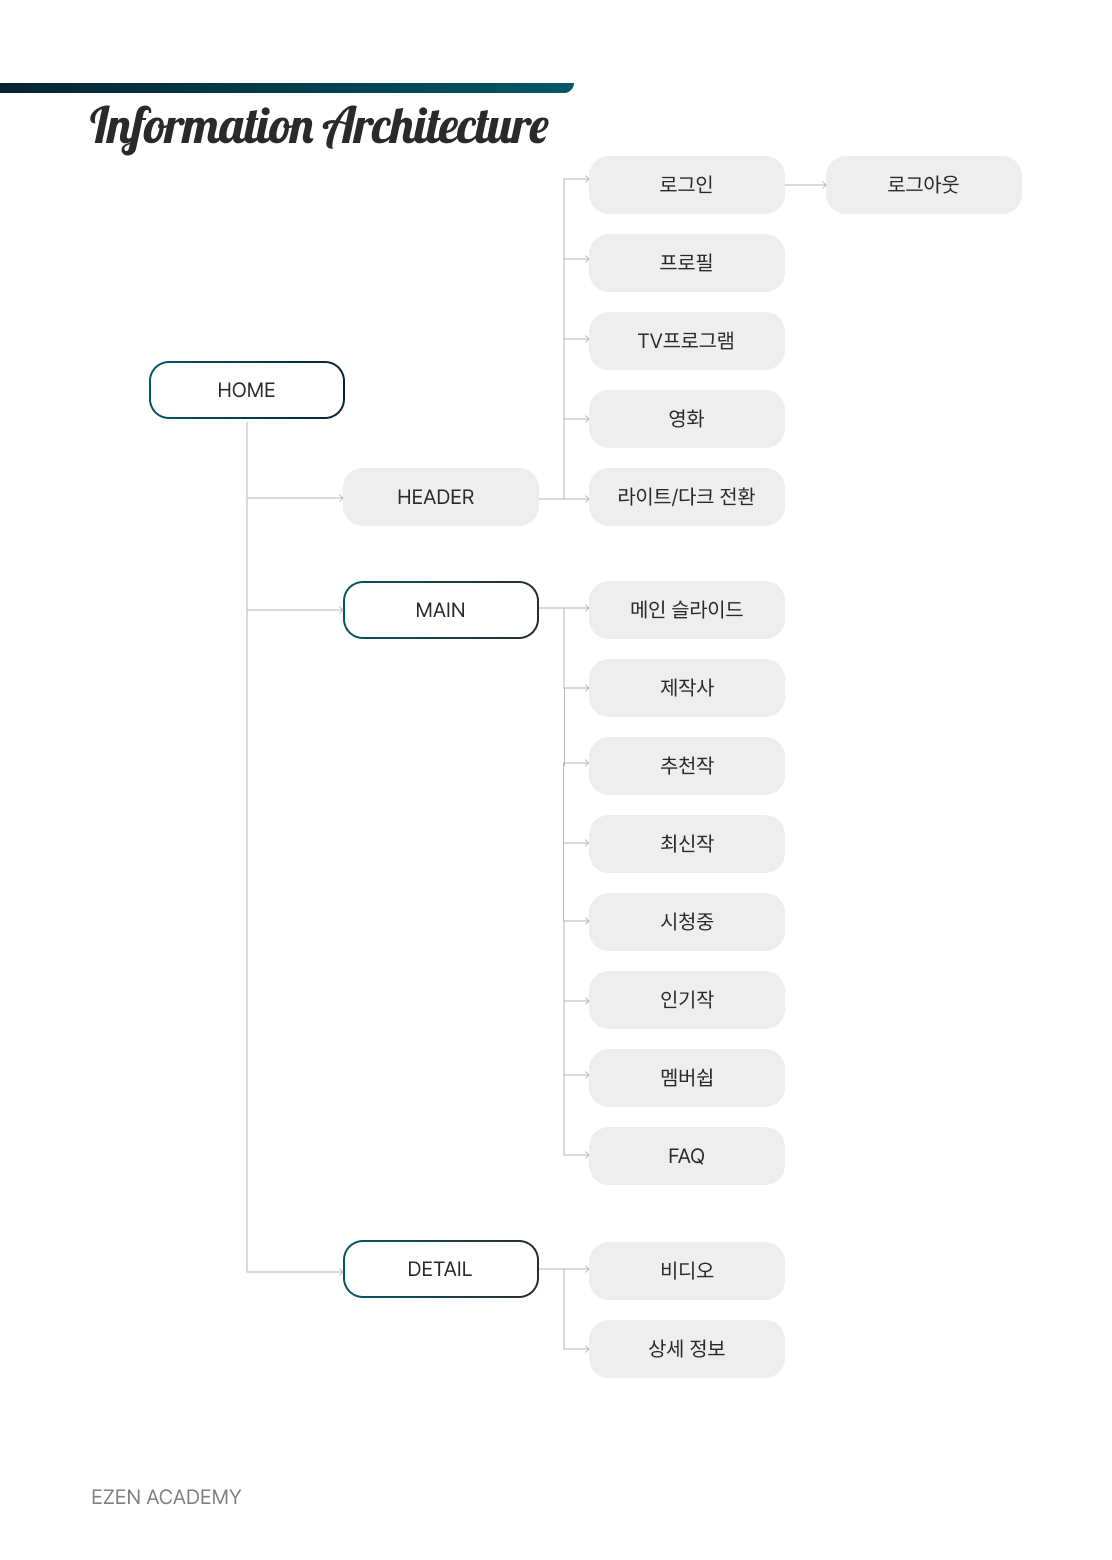 Information Architecture
로그인
로그아웃
프로필
TV프로그램
HOME
영화
HEADER
라이트/다크 전환
MAIN
메인 슬라이드
제작사
추천작
최신작
시청중
인기작
멤버쉽
FAQ
DETAIL
비디오
상세 정보
EZEN ACADEMY